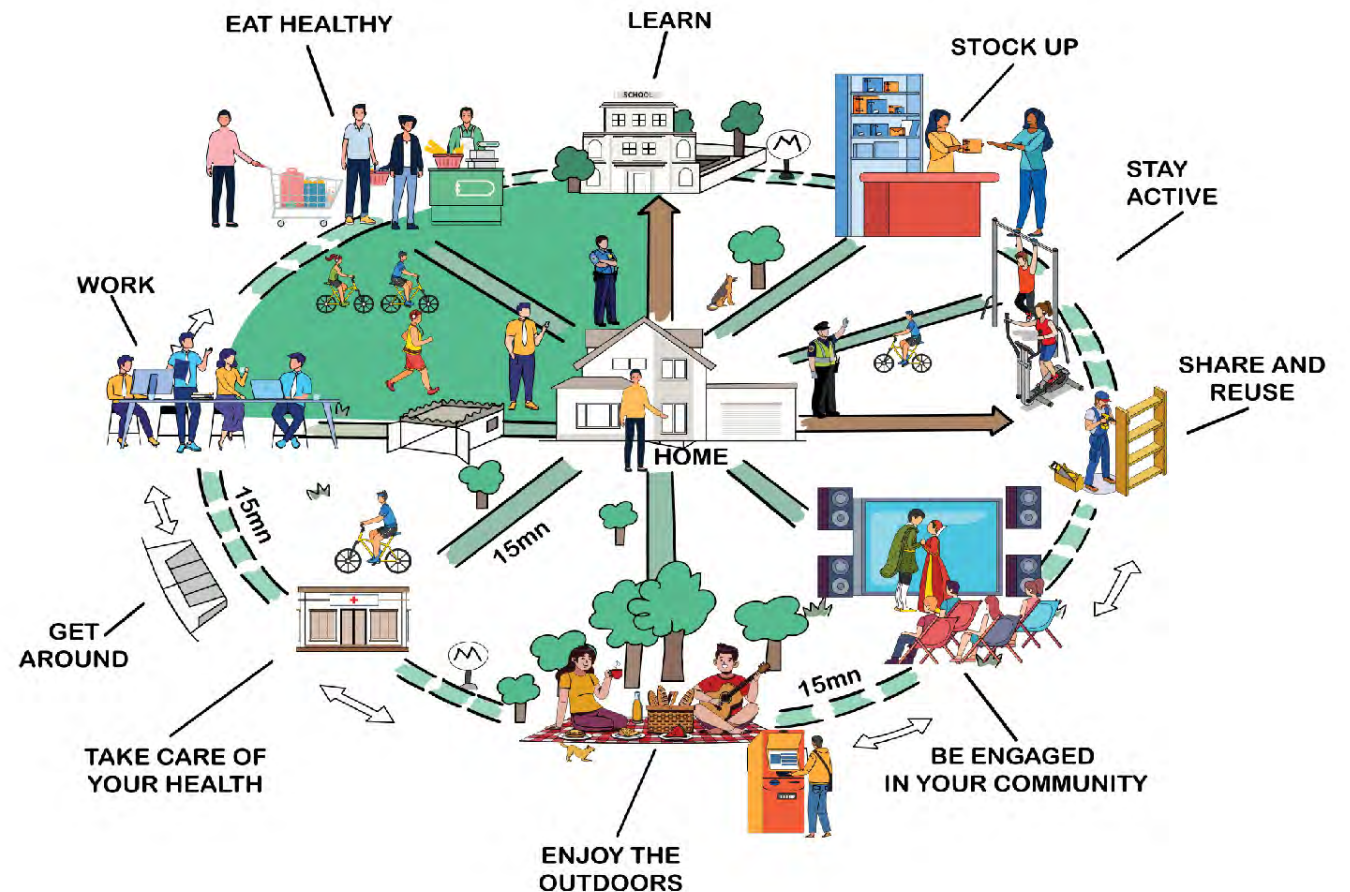 EAT HEALTHY
LEARN
STOCK UP
SCHOOL
M
STAY
ACTIVE
WORK
SHARE AND
REUSE
HOME
15mn
15mn
GET
AROUND
M
15mn
TAKE CARE OF
YOUR HEALTH
BE ENGAGED
IN YOUR COMMUNITY
ENJOY THE
OUTDOORS